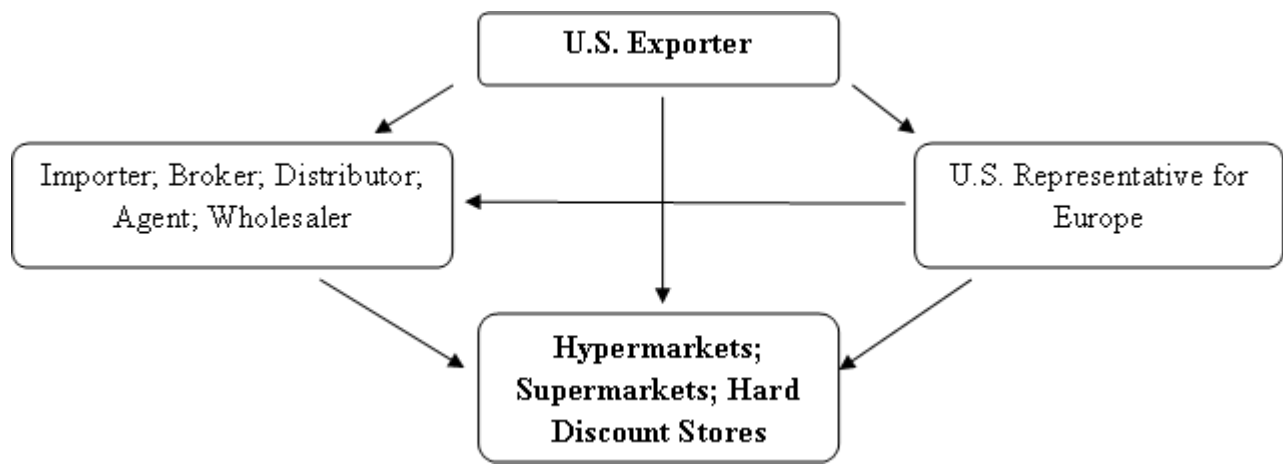 U.S. Exporter
Importer; Broker; Distributor;
Agent; Wholesaler
U.S. Representative for
Europe
Hypermarkets;
Supermarkets; Hard
Discount Stores